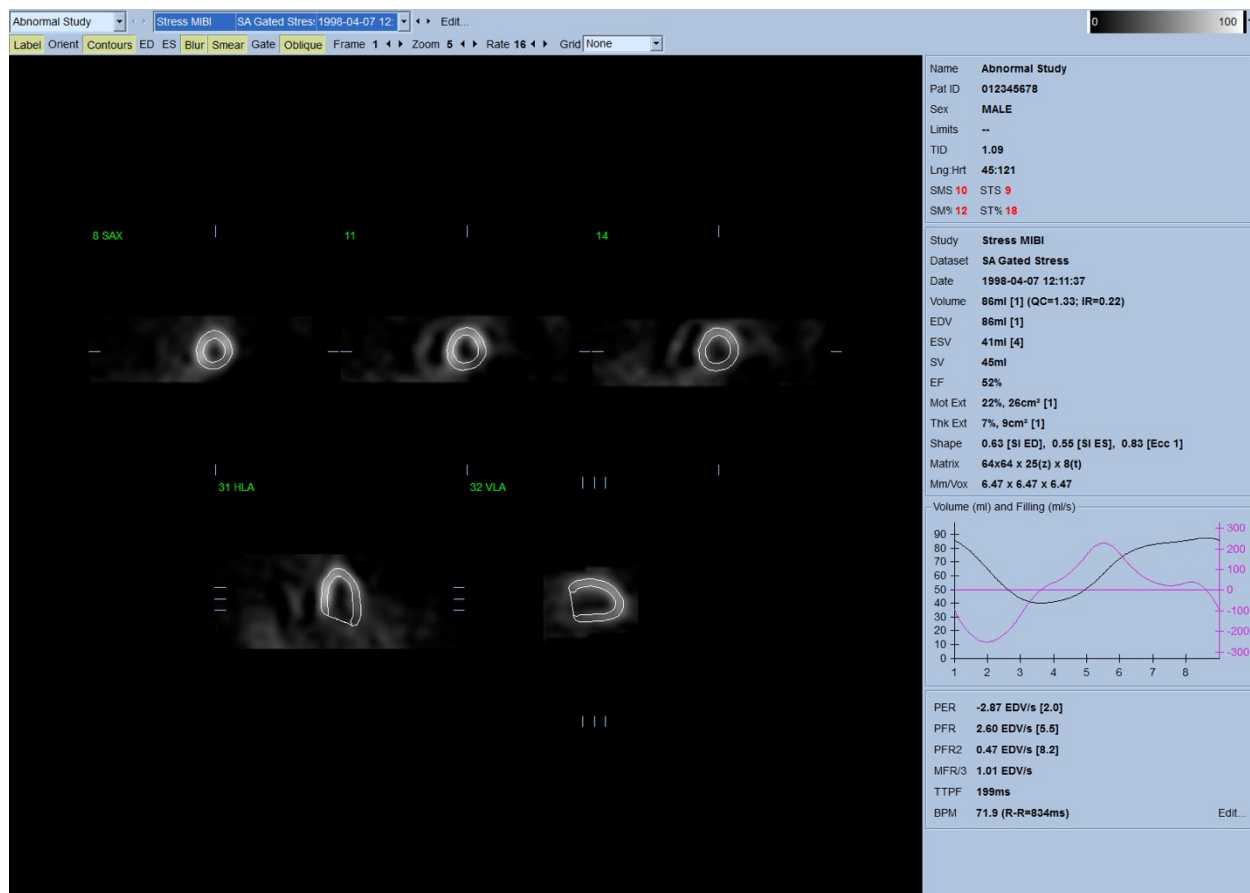 Abnormal Study Stress MIBI SA Gated Stres: 1998-04-07 12: Edit...
0 100
Label Orient Contours ED ES Blur Smear Gate Oblique Frame 1 Zoom 5 Rate 16 Grid None
Name Abnormal Study
Pat ID 012345678
Sex MALE
Limits --
TID 1.09
Lng:Hrt 45:121
SMS 10 STS 9
SM% 12 ST% 18
8 SAX 11 14
31 HLA 32 VLA
Study Stress MIBI
Dataset SA Gated Stress
Date 1998-04-07 12:11:37
Volume 86ml [1] (QC=1.33; IR=0.22)
EDV 86ml [1]
ESV 41ml [4]
SV 45ml
EF 52%
Mot Ext 22%, 26cm² [1]
Thk Ext 7%, 9cm² [1]
Shape 0.63 [SI ED], 0.55 [SI ES], 0.83 [Ecc 1]
Matrix 64x64 x 25(z) x 8(t)
Mm/Vox 6.47 x 6.47 x 6.47
Volume (ml) and Filling (ml/s)
90 80 70 60 50 40 30 20 10 0
300 200 100 0 -100 -200 -300
1 2 3 4 5 6 7 8
PER -2.87 EDV/s [2.0]
PFR 2.60 EDV/s [5.5]
PFR2 0.47 EDV/s [8.2]
MFR/3 1.01 EDV/s
TTPF 199ms
BPM 71.9 (R-R=834ms) Edit...